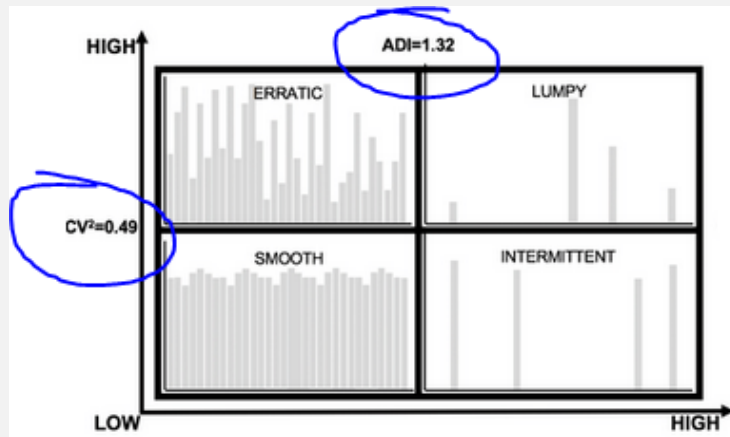 HIGH
ADI=1.32
ERRATIC
LUMPY
CV²=0.49
SMOOTH
INTERMITTENT
LOW
HIGH